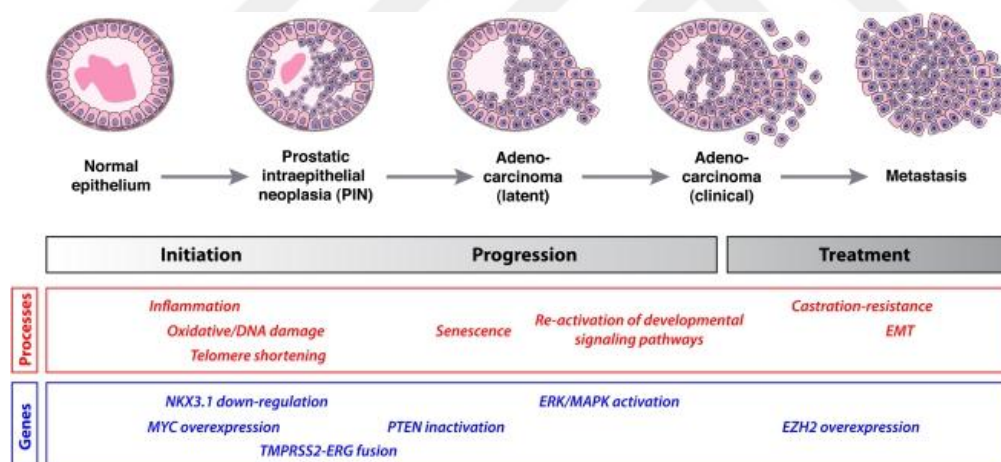 Normal
epithelium
Prostatic
intraepithelial
neoplasia (PIN)
Adeno-
carcinoma
(latent)
Adeno-
carcinoma
(clinical)
Metastasis
Initiation
Progression
Treatment
Processes
Inflammation
Oxidative/DNA damage
Telomere shortening
Senescence
Re-activation of developmental
signaling pathways
Castration-resistance
EMT
Genes
NKX3.1 down-regulation
MYC overexpression
TMPRSS2-ERG fusion
PTEN inactivation
ERK/MAPK activation
EZH2 overexpression